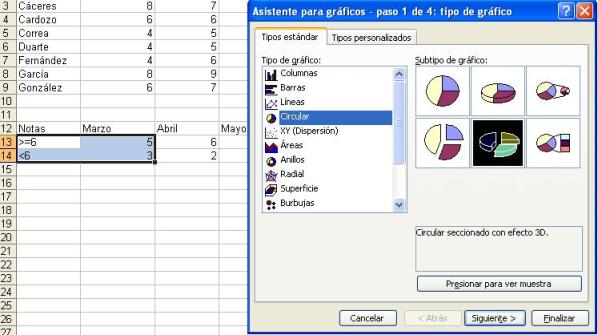 3 Cáceres 8 7
4 Cardozo 6 6
5 Correa 4 5
6 Duarte 4 5
7 Fernández 4 6
8 García 8 9
9 González 6 7
10
11
12 Notas Marzo Abril Mayo
13 >=6 5 6
14 <6 3 2
15
16
17
18
19
20
21
22
23
24
25
26
27
Asistente para gráficos - paso 1 de 4: tipo de gráfico
Tipos estándar Tipos personalizados
Tipo de gráfico: Subtipo de gráfico:
Columnas
Barras
Líneas
Circular
XY (Dispersión)
Áreas
Anillos
Radial
Superficie
Burbujas
Circular seccionado con efecto 3D.
Presionar para ver muestra
Cancelar < Atrás Siguiente > Finalizar